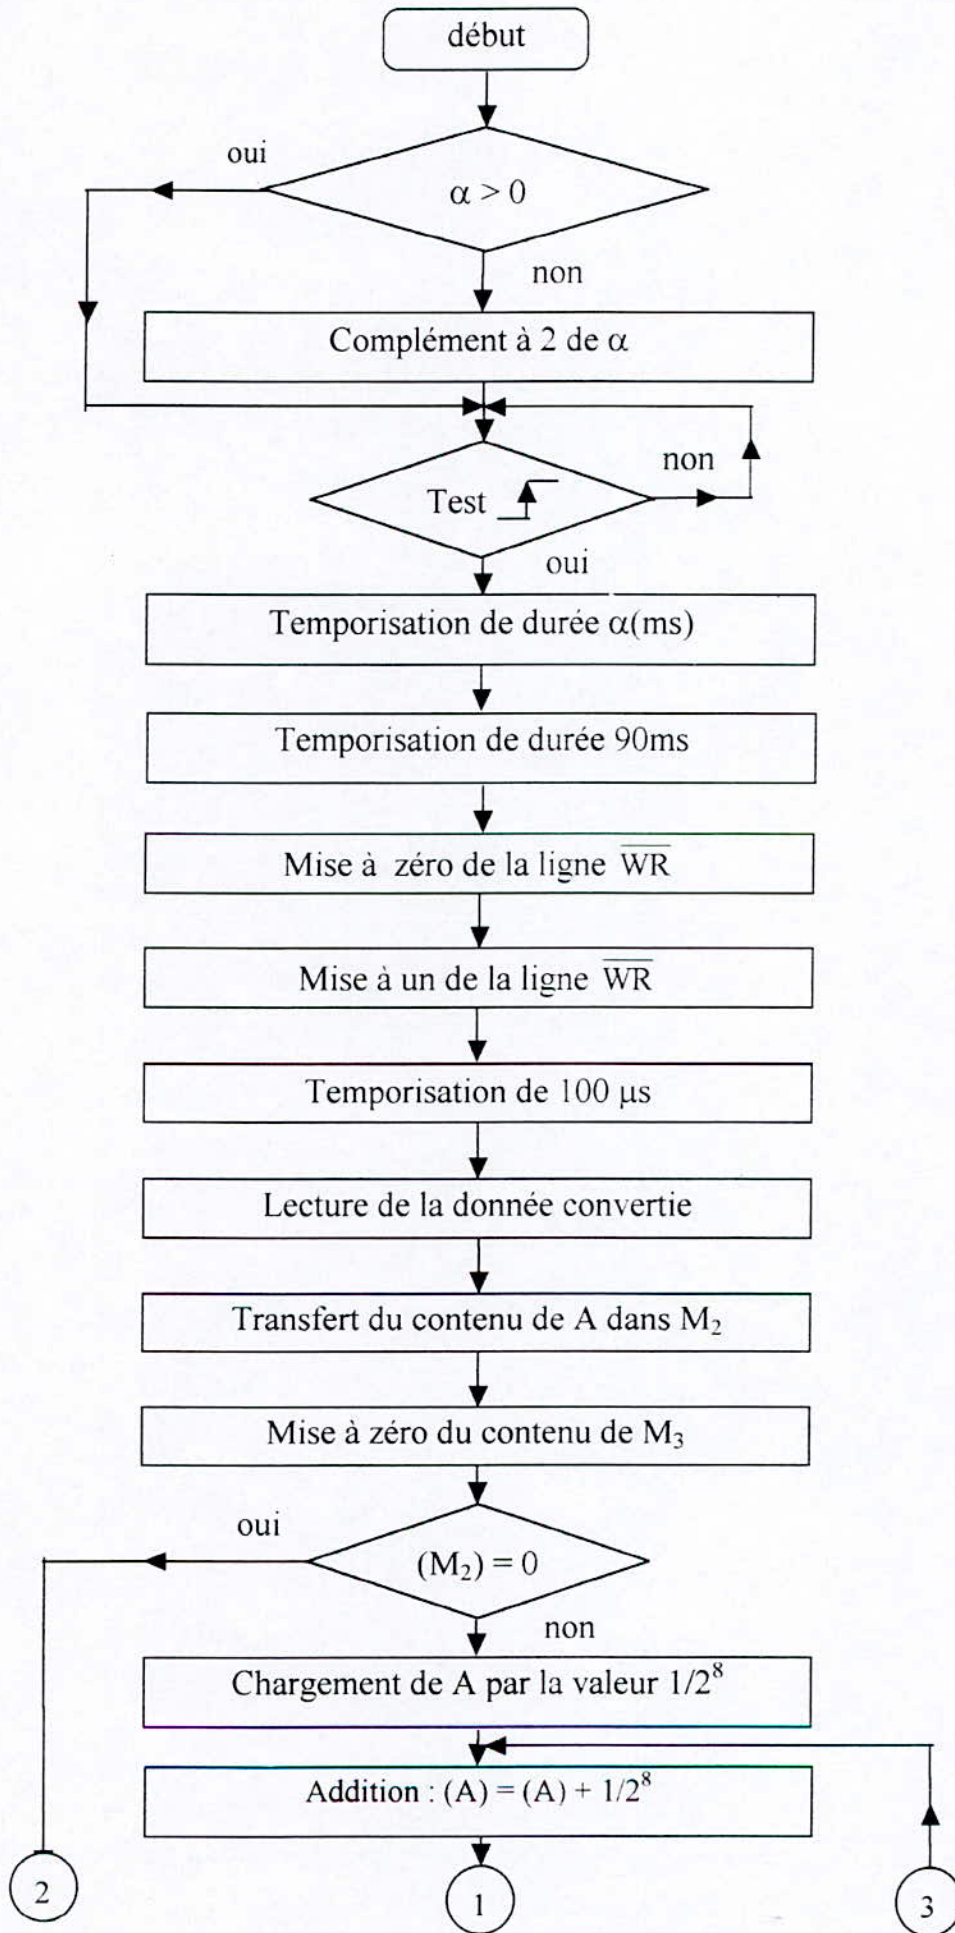 début
oui
α > 0
non
Complément à 2 de α
non
Test
oui
Temporisation de durée α(ms)
Temporisation de durée 90ms
Mise à zéro de la ligne W̅R̅
Mise à un de la ligne W̅R̅
Temporisation de 100 μs
Lecture de la donnée convertie
Transfert du contenu de A dans M₂
Mise à zéro du contenu de M₃
oui
(M₂) = 0
non
Chargement de A par la valeur 1/2⁸
Addition : (A) = (A) + 1/2⁸
2
1
3